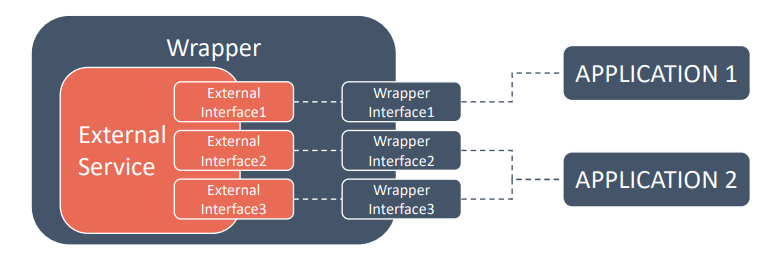 Wrapper
External
Service
External
Interface1
External
Interface2
External
Interface3
Wrapper
Interface1
Wrapper
Interface2
Wrapper
Interface3
APPLICATION 1
APPLICATION 2